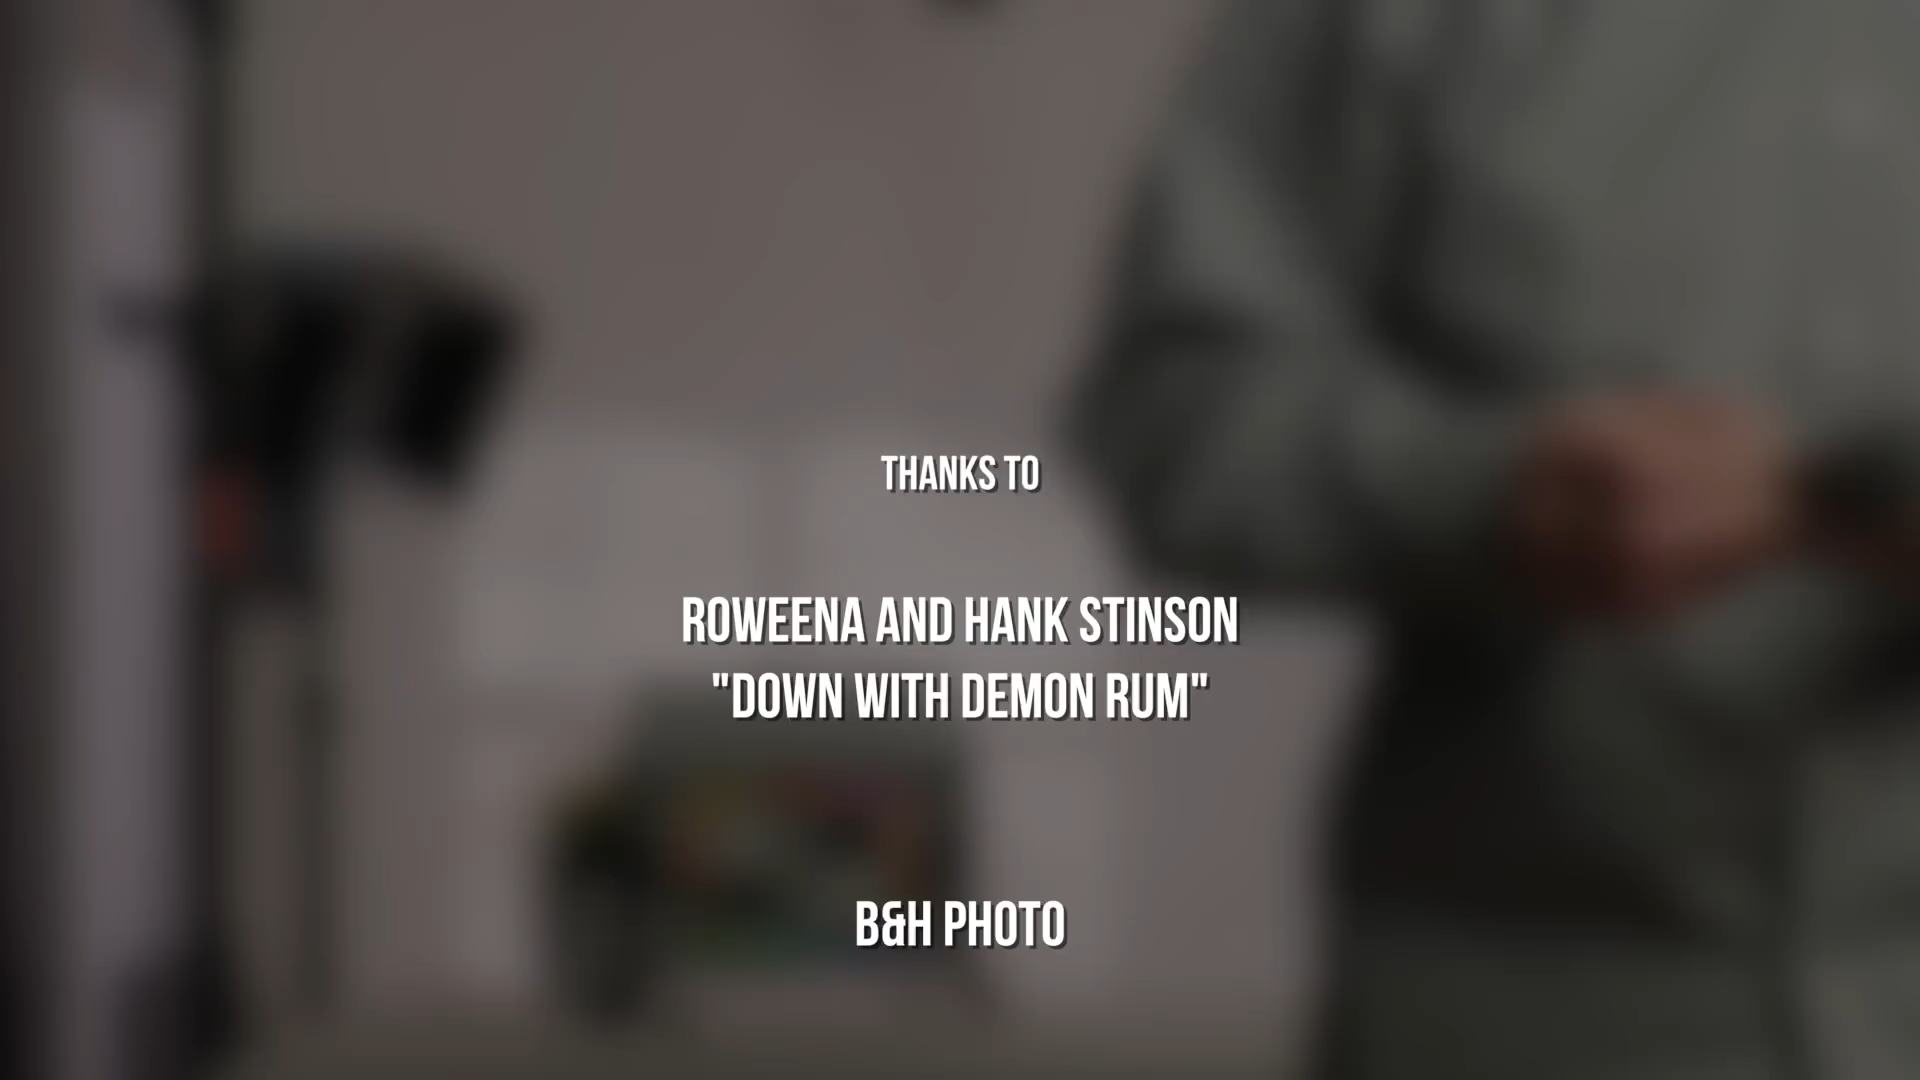 THANKS TO
ROWEENA AND HANK STINSON
"DOWN WITH DEMON RUM"
B&H PHOTO